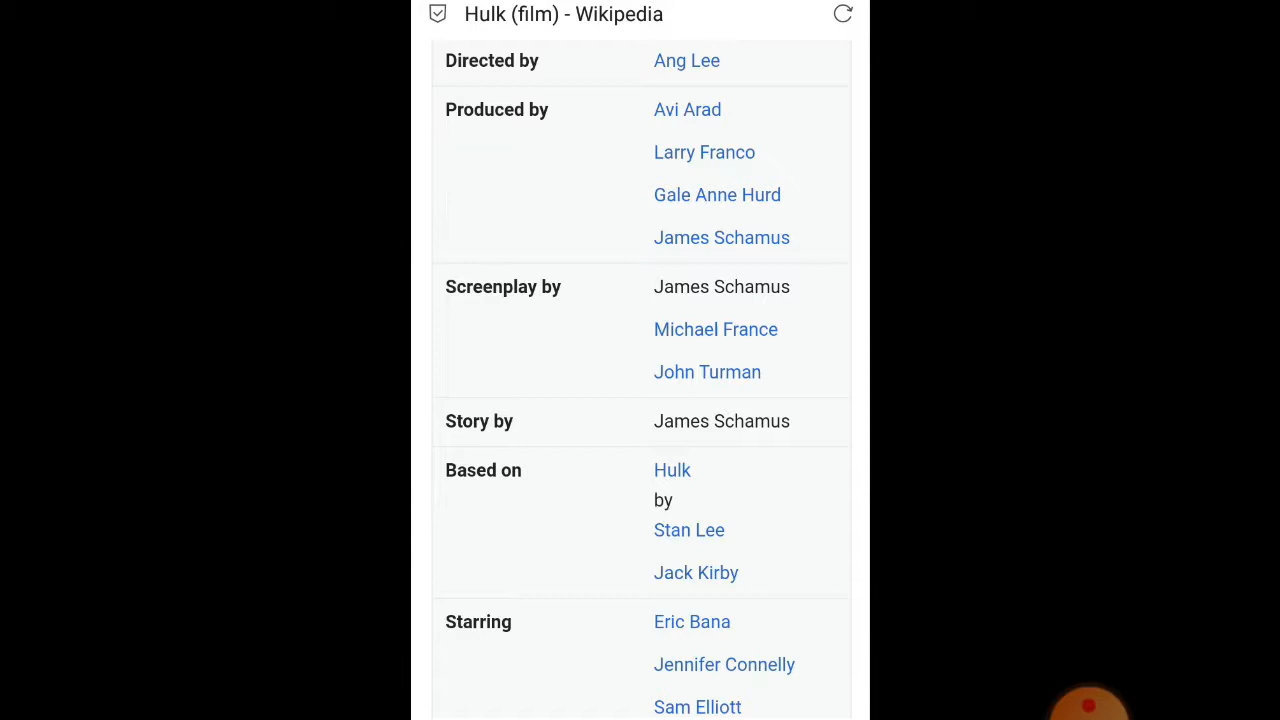 Hulk (film) - Wikipedia
Directed by Ang Lee
Produced by Avi Arad
Larry Franco
Gale Anne Hurd
James Schamus
Screenplay by James Schamus
Michael France
John Turman
Story by James Schamus
Based on Hulk
by
Stan Lee
Jack Kirby
Starring Eric Bana
Jennifer Connelly
Sam Elliott